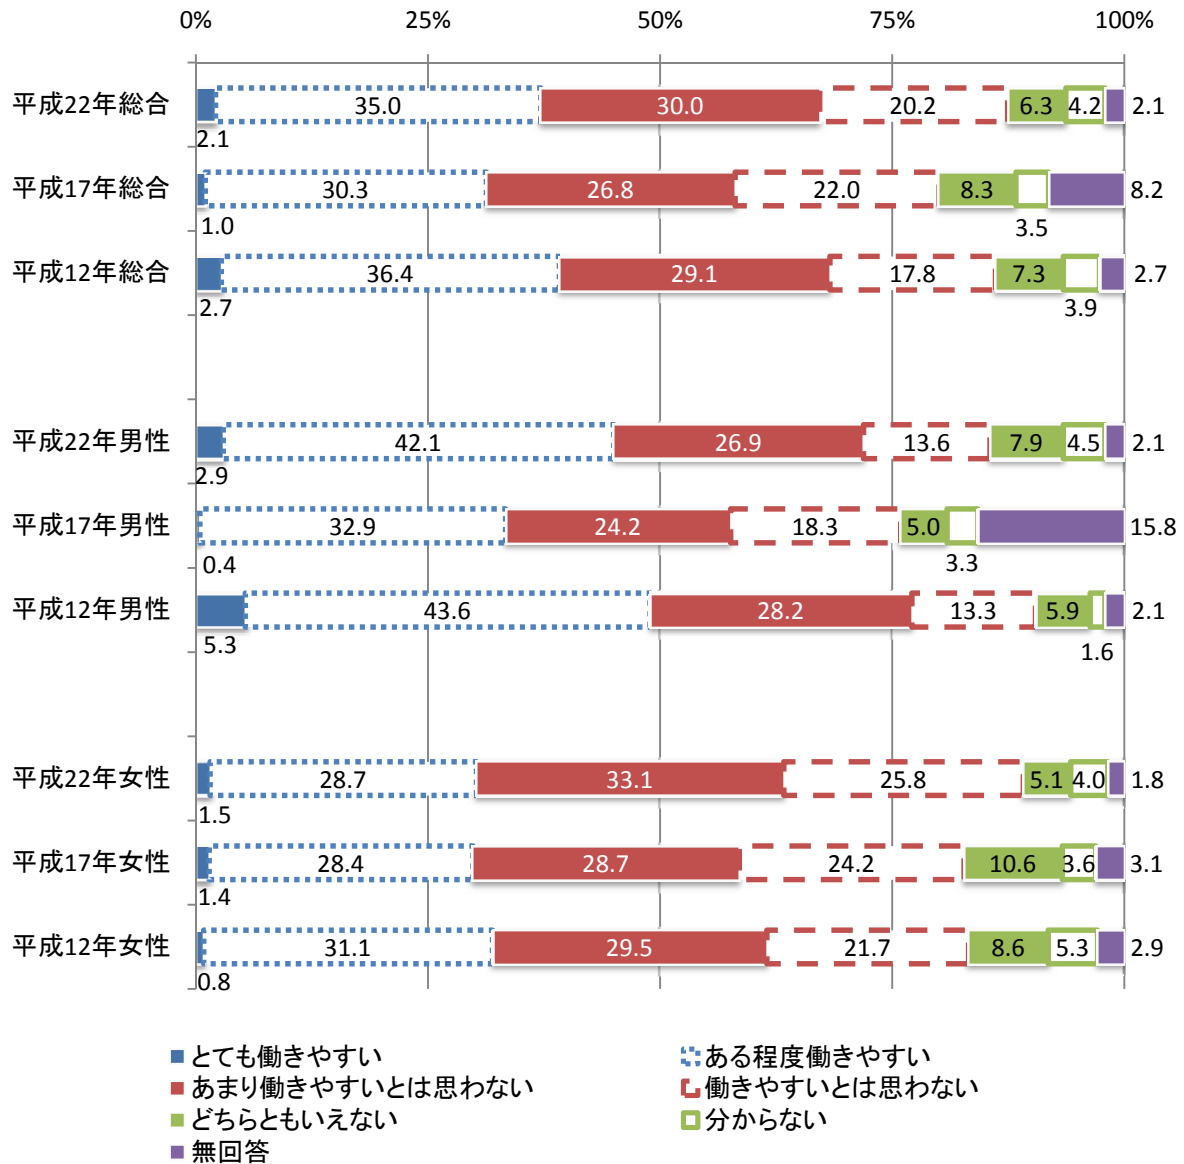 0% 25% 50% 75% 100%
平成22年総合 35.0 30.0 20.2 6.3 4.2 2.1
2.1
平成17年総合 30.3 26.8 22.0 8.3 8.2
1.0 3.5
平成12年総合 36.4 29.1 17.8 7.3 2.7
2.7 3.9
平成22年男性 42.1 26.9 13.6 7.9 4.5 2.1
2.9
平成17年男性 32.9 24.2 18.3 5.0 15.8
0.4 3.3
平成12年男性 43.6 28.2 13.3 5.9 2.1
5.3 1.6
平成22年女性 28.7 33.1 25.8 5.1 4.0 1.8
1.5
平成17年女性 28.4 28.7 24.2 10.6 3.6 3.1
1.4
平成12年女性 31.1 29.5 21.7 8.6 5.3 2.9
0.8
とても働きやすい ある程度働きやすい
あまり働きやすいとは思わない 働きやすいとは思わない
どちらともいえない 分からない
無回答